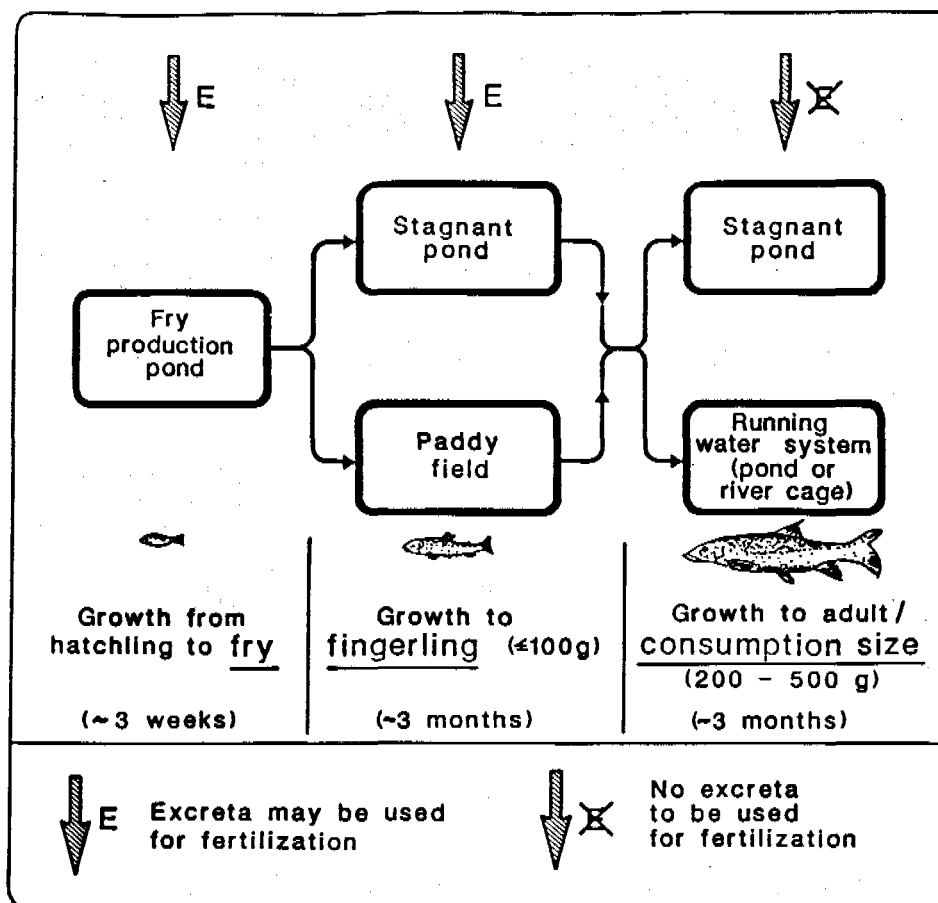 E
E
E
Fry
production
pond
Stagnant
pond
Paddy
field
Stagnant
pond
Running
water system
(pond or
river cage)
Growth from
hatchling to fry
(~3 weeks)
Growth to
fingerling (≤100g)
(~3 months)
Growth to adult/
consumption size
(200 - 500 g)
(~3 months)
E Excreta may be used
for fertilization
E No excreta
to be used
for fertilization